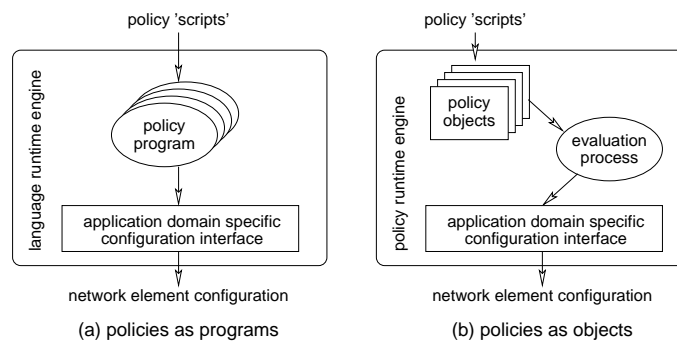 policy 'scripts'
language runtime engine
policy
program
application domain specific
configuration interface
network element configuration
(a) policies as programs
policy 'scripts'
policy runtime engine
policy
objects
evaluation
process
application domain specific
configuration interface
network element configuration
(b) policies as objects